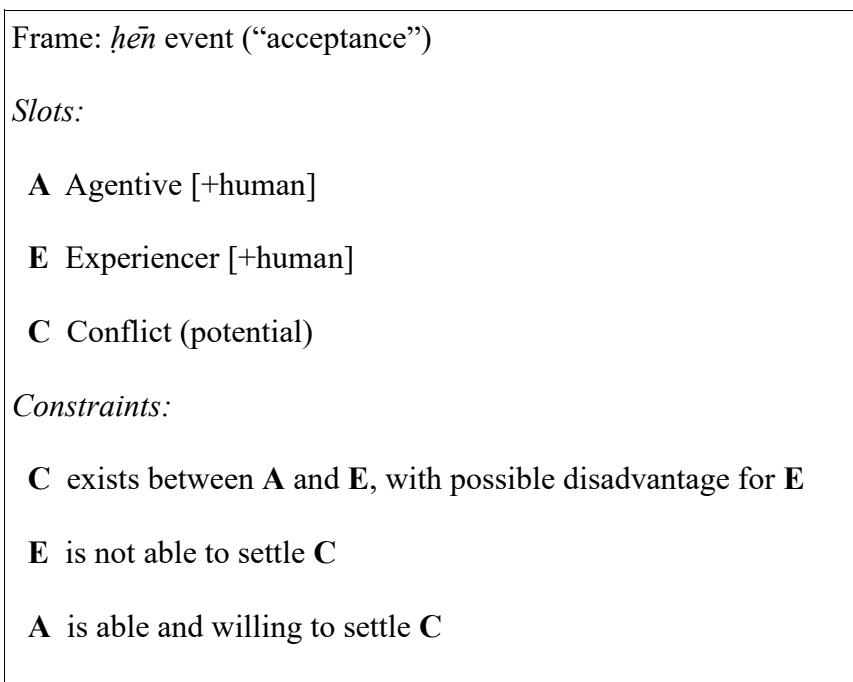 Frame: ḥēn event (“acceptance”)
Slots:
A Agentive [+human]
E Experiencer [+human]
C Conflict (potential)
Constraints:
C exists between A and E, with possible disadvantage for E
E is not able to settle C
A is able and willing to settle C